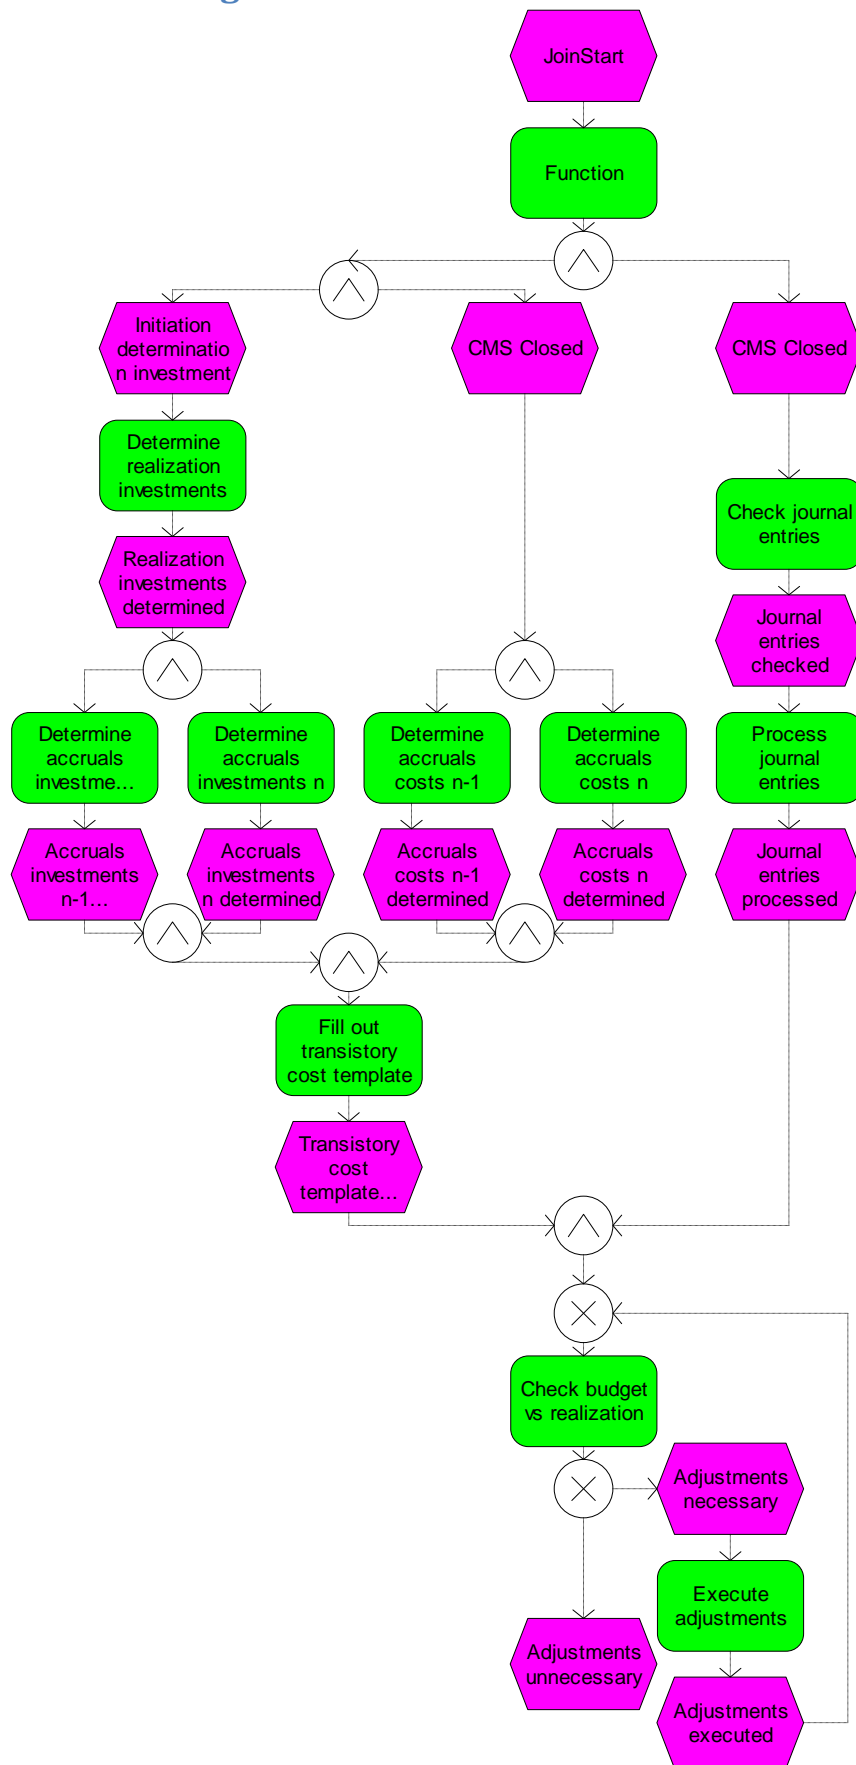 JoinStart
Function
Initiation
determinatio
n investment
CMS Closed
CMS Closed
Determine
realization
investments
Check journal
entries
Realization
investments
determined
Journal
entries
checked
Determine
accruals
investme...
Determine
accruals
investments n
Determine
accruals
costs n-1
Determine
accruals
costs n
Process
journal
entries
Accruals
investments
n-1...
Accruals
investments
n determined
Accruals
costs n-1
determined
Accruals
costs n
determined
Journal
entries
processed
Fill out
transistory
cost template
Transistory
cost
template...
Check budget
vs realization
Adjustments
necessary
Execute
adjustments
Adjustments
unnecessary
Adjustments
executed